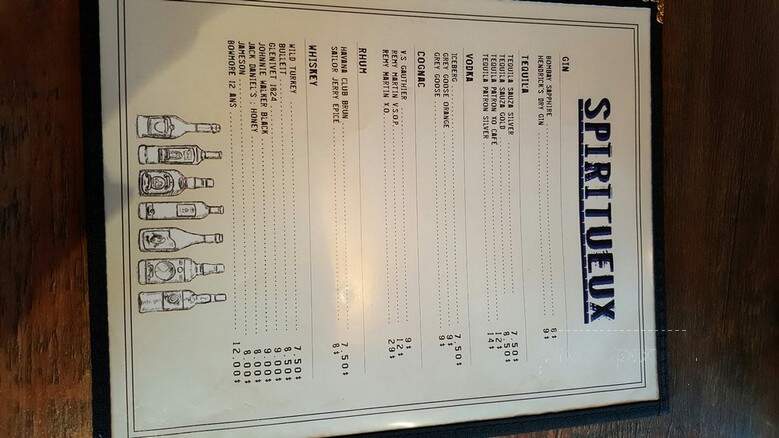 SPIRITUEUX
GIN
BOMBAY SAPPHIRE 8$
HENDRICK'S DRY GIN 9$
TEQUILA
TEQUILA SAUZA SILVER 7.50$
TEQUILA SAUZA GOLD 8.50$
TEQUILA PATRON XO CAFE 12$
TEQUILA PATRON SILVER 14$
VODKA
ICEBERG 7.50$
GREY GOOSE ORANGE 9$
GREY GOOSE 9$
COGNAC
V.S GAUTHIER 9$
REMY MARTIN V.S.O.P. 12$
REMY MARTIN X.O 29$
RHUM
HAVANA CLUB BRUN 7.50$
SAILOR JERRY EPICE 8$
WHISKEY
WILD TURKEY 7.50$
BULLEIT 8.50$
GLENIVET 1824 9.00$
JOHNNIE WALKER BLACK 9.00$
JACK DANIEL'S : HONEY 8.00$
JAMESON 8.00$
BOWMORE 12 ANS 12.00$